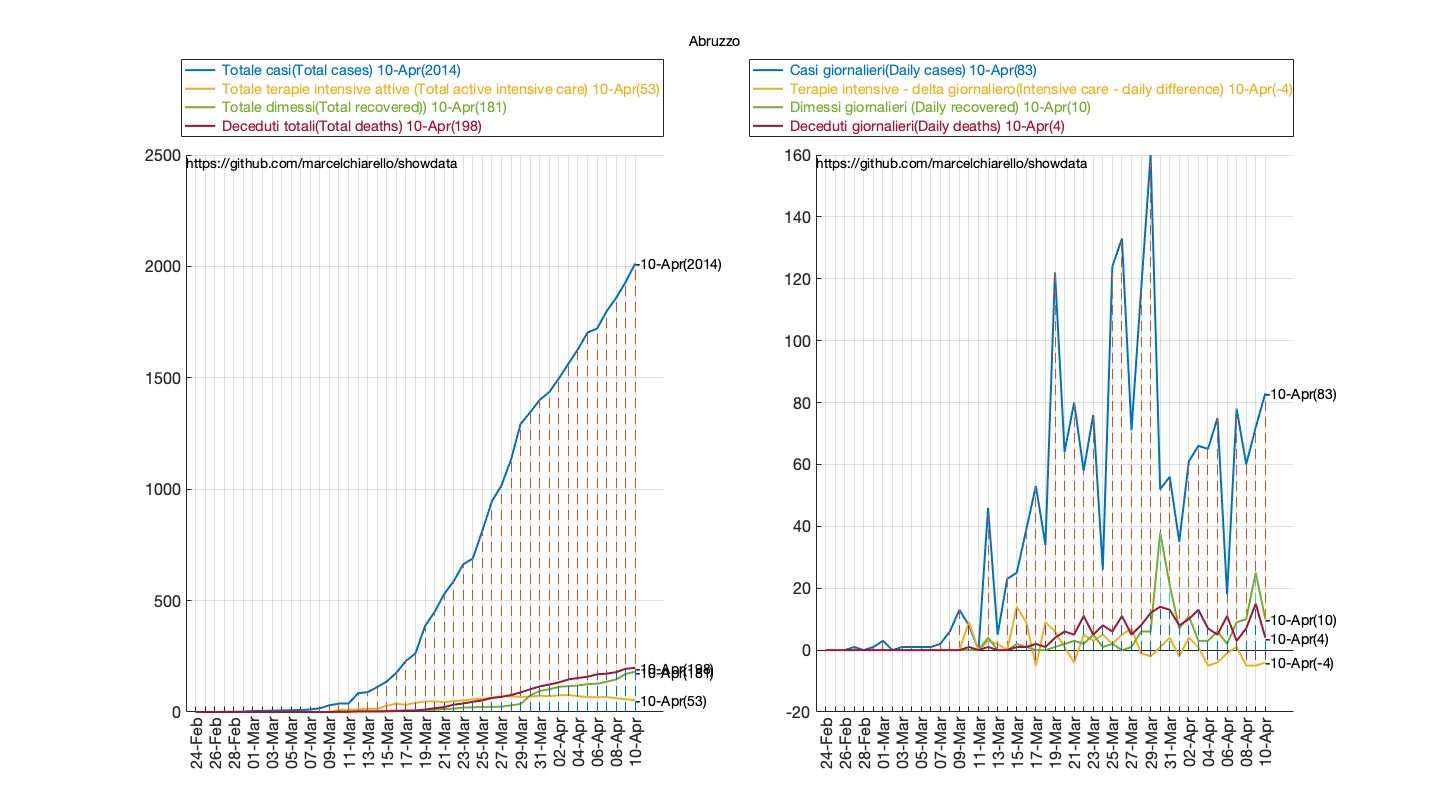 Abruzzo
Totale casi(Total cases) 10-Apr(2014)
Totale terapie intensive attive (Total active intensive care) 10-Apr(53)
Totale dimessi(Total recovered)) 10-Apr(181)
Deceduti totali(Total deaths) 10-Apr(198)
2500
https://github.com/marcelchiarello/showdata
2000
1500
1000
500
0
10-Apr(2014)
10-Apr(198)
10-Apr(181)
10-Apr(53)
24-Feb
26-Feb
28-Feb
01-Mar
03-Mar
05-Mar
07-Mar
09-Mar
11-Mar
13-Mar
15-Mar
17-Mar
19-Mar
21-Mar
23-Mar
25-Mar
27-Mar
29-Mar
31-Mar
02-Apr
04-Apr
06-Apr
08-Apr
10-Apr
Casi giornalieri(Daily cases) 10-Apr(83)
Terapie intensive - delta giornaliero(Intensive care - daily difference) 10-Apr(-4)
Dimessi giornalieri (Daily recovered) 10-Apr(10)
Deceduti giornalieri(Daily deaths) 10-Apr(4)
160
https://github.com/marcelchiarello/showdata
140
120
100
80
60
40
20
0
-20
10-Apr(83)
10-Apr(10)
10-Apr(4)
10-Apr(-4)
24-Feb
26-Feb
28-Feb
01-Mar
03-Mar
05-Mar
07-Mar
09-Mar
11-Mar
13-Mar
15-Mar
17-Mar
19-Mar
21-Mar
23-Mar
25-Mar
27-Mar
29-Mar
31-Mar
02-Apr
04-Apr
06-Apr
08-Apr
10-Apr